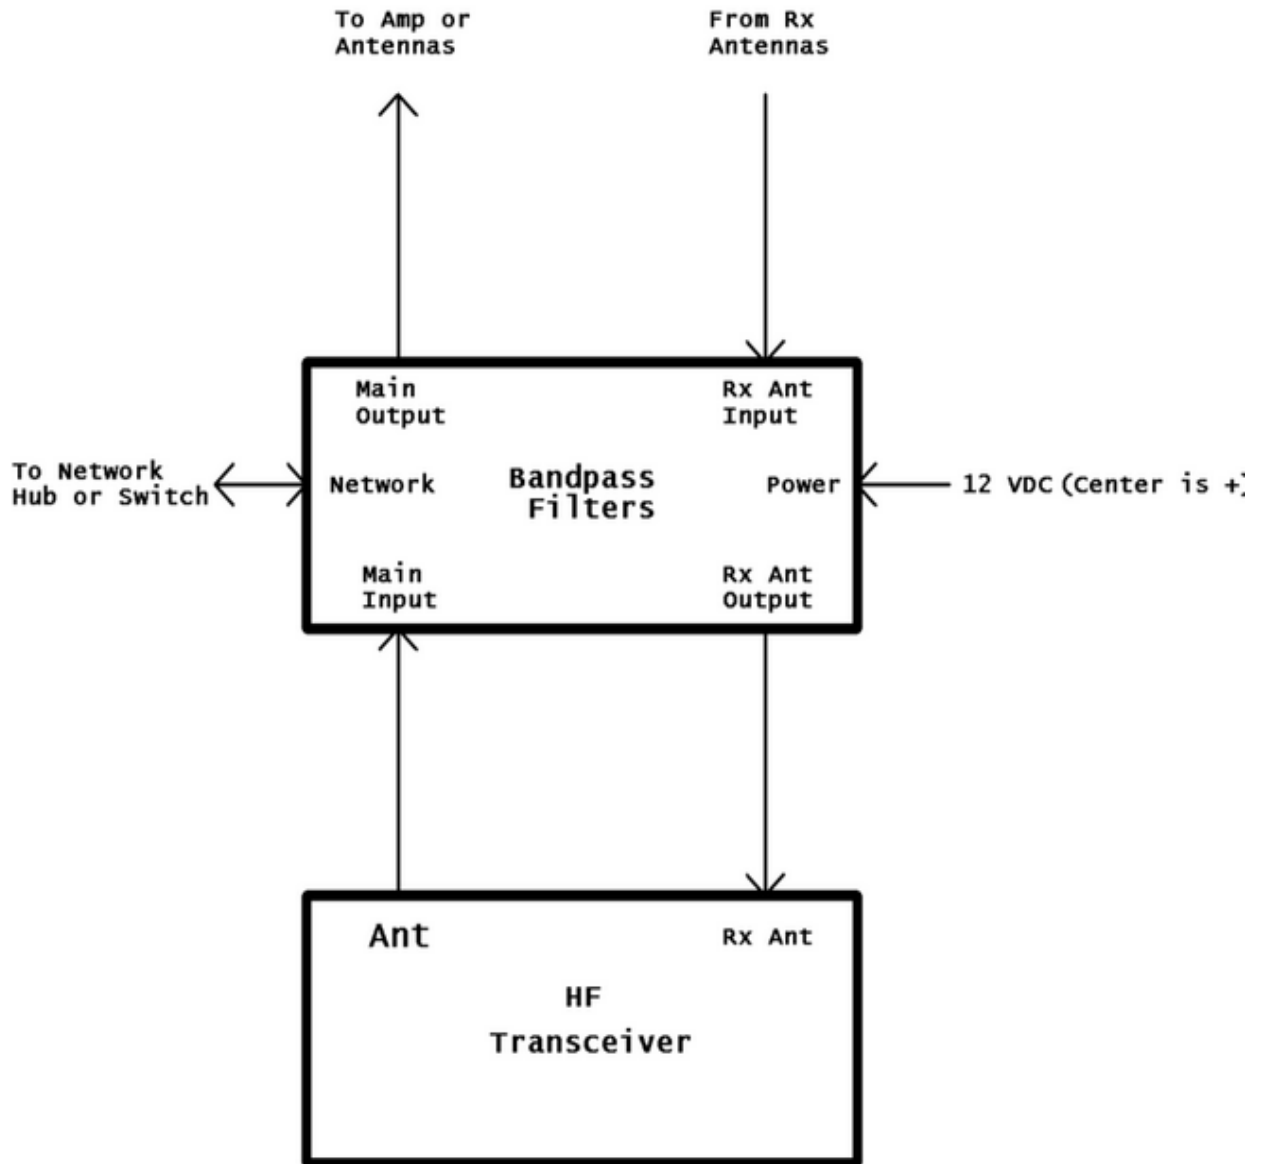 To Amp or
Antennas
From Rx
Antennas
Main
Output
Rx Ant
Input
To Network
Hub or Switch
Network
Bandpass
Filters
Power
12 VDC (Center is +)
Main
Input
Rx Ant
Output
Ant
Rx Ant
HF
Transceiver